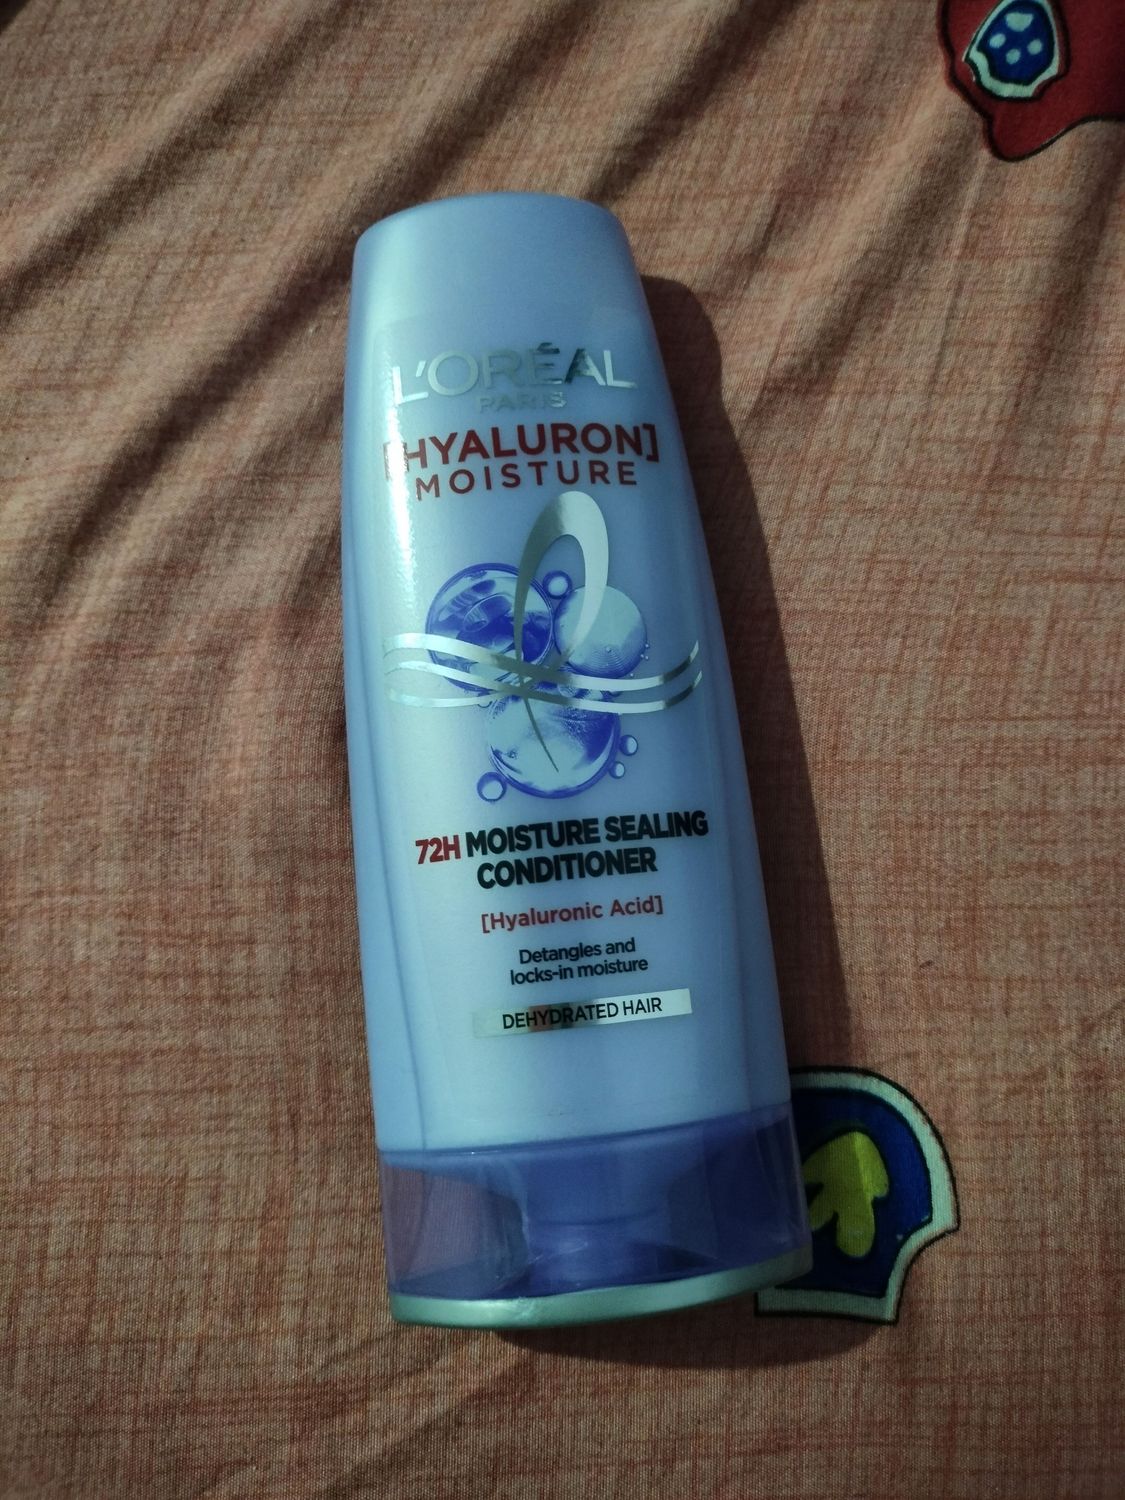 L'ORÉAL
PARIS
[HYALURON]
MOISTURE
72H MOISTURE SEALING
CONDITIONER
[Hyaluronic Acid]
Detangles and
locks-in moisture
DEHYDRATED HAIR